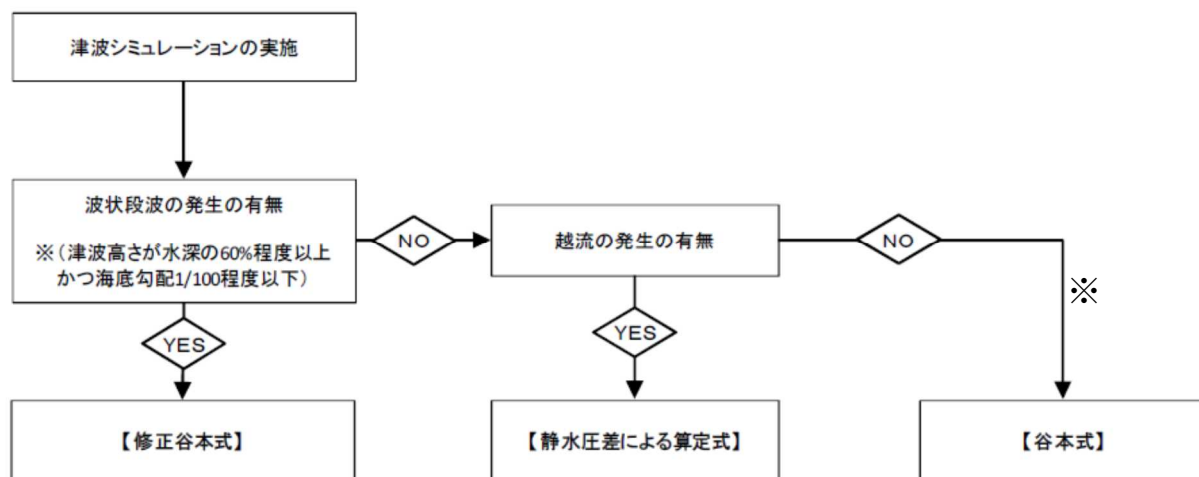 津波シミュレーションの実施
波状段波の発生の有無
※(津波高さが水深の60%程度以上
かつ海底勾配1/100程度以下)
NO
越流の発生の有無
NO
※
YES
YES
【修正谷本式】
【静水圧差による算定式】
【谷本式】